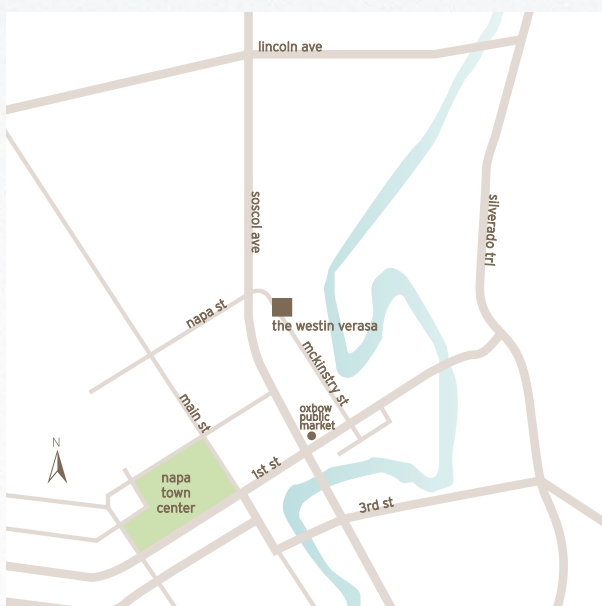 lincoln ave
soscol ave
silverado trl
napa st
the westin verasa
mckinstry st
main st
oxbow
public
market
N
1st st
napa
town
center
3rd st